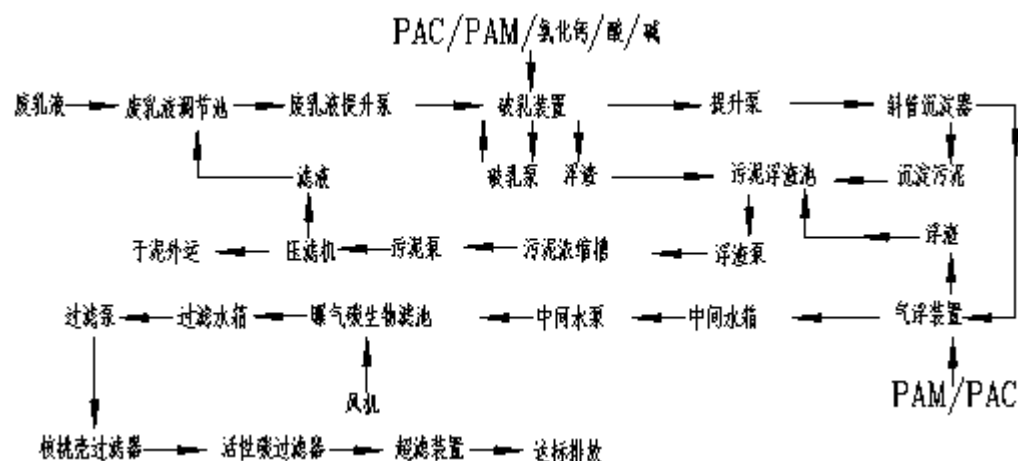 PAC/PAM/氯化钙/酸/碱
废乳液 废乳液调节池 废乳液提升泵 破乳装置 提升泵 斜管沉淀器
滤液 破乳泵 浮渣 污泥浮渣池 沉淀污泥
干泥外运 压滤机 污泥泵 污泥浓缩槽 浮渣泵 浮渣
过滤泵 过滤水箱 曝气碳生物滤池 中间水泵 中间水箱 气浮装置
风机 PAM/PAC
核桃壳过滤器 活性碳过滤器 超滤装置 达标排放